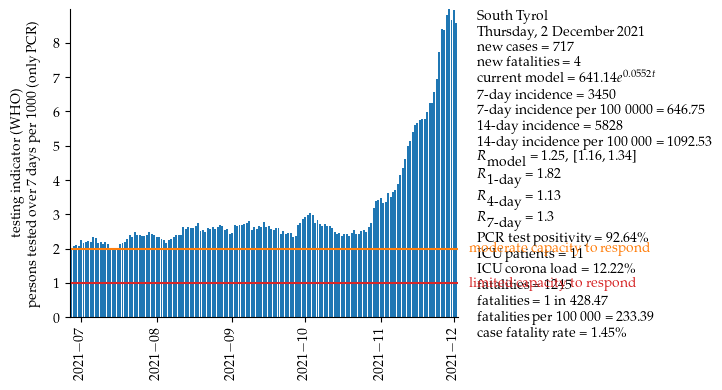 testing indicator (WHO)
persons tested over 7 days per 1000 (only PCR)
8
7
6
5
4
3
2
1
0
2021−07
2021−08
2021−09
2021−10
2021−11
2021−12
South Tyrol
Thursday, 2 December 2021
new cases = 717
new fatalities = 4
current model = 641.14e^0.0552t
7-day incidence = 3450
7-day incidence per 100 0000 = 646.75
14-day incidence = 5828
14-day incidence per 100 000 = 1092.53
R_model = 1.25, [1.16, 1.34]
R_1-day = 1.82
R_4-day = 1.13
R_7-day = 1.3
PCR test positivity = 92.64%
moderate capacity to respond
ICU patients = 11
ICU corona load = 12.22%
fatalities = 1245
limited capacity to respond
fatalities = 1 in 428.47
fatalities per 100 000 = 233.39
case fatality rate = 1.45%